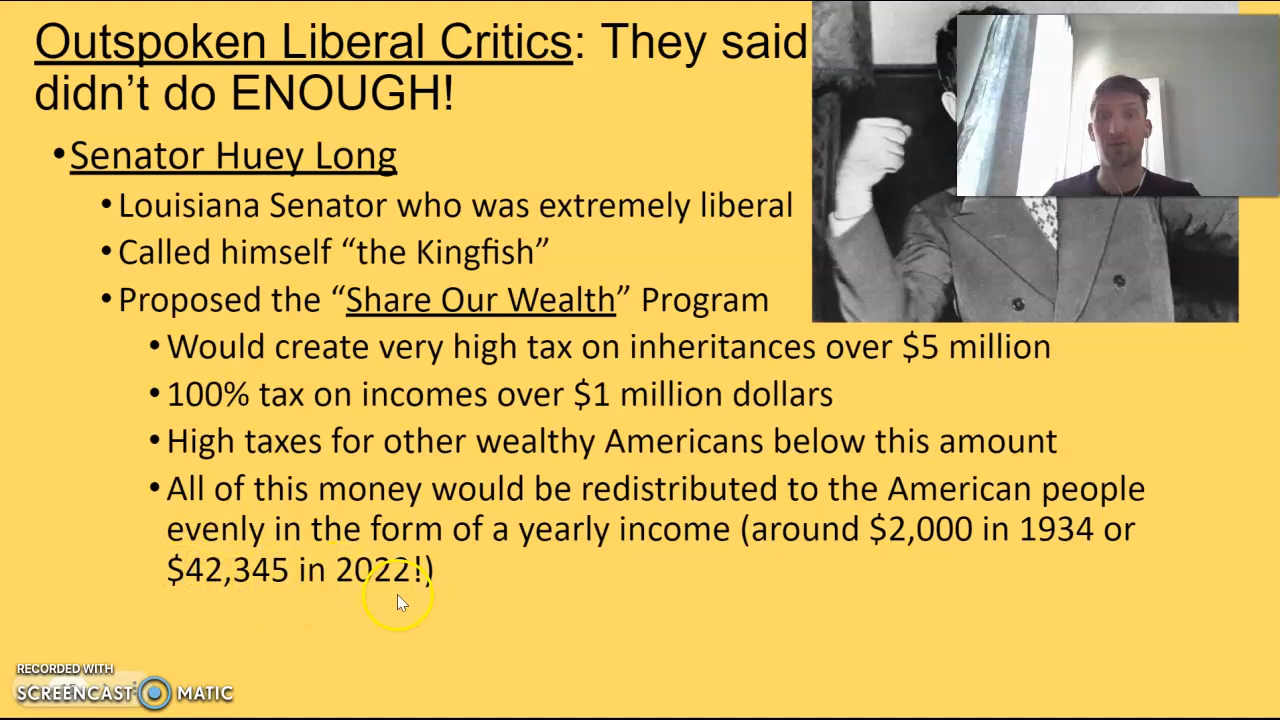 Outspoken Liberal Critics: They said
didn’t do ENOUGH!
•Senator Huey Long
•Louisiana Senator who was extremely liberal
•Called himself “the Kingfish”
•Proposed the “Share Our Wealth” Program
•Would create very high tax on inheritances over $5 million
•100% tax on incomes over $1 million dollars
•High taxes for other wealthy Americans below this amount
•All of this money would be redistributed to the American people
evenly in the form of a yearly income (around $2,000 in 1934 or
$42,345 in 2022!)
RECORDED WITH
SCREENCAST MATIC